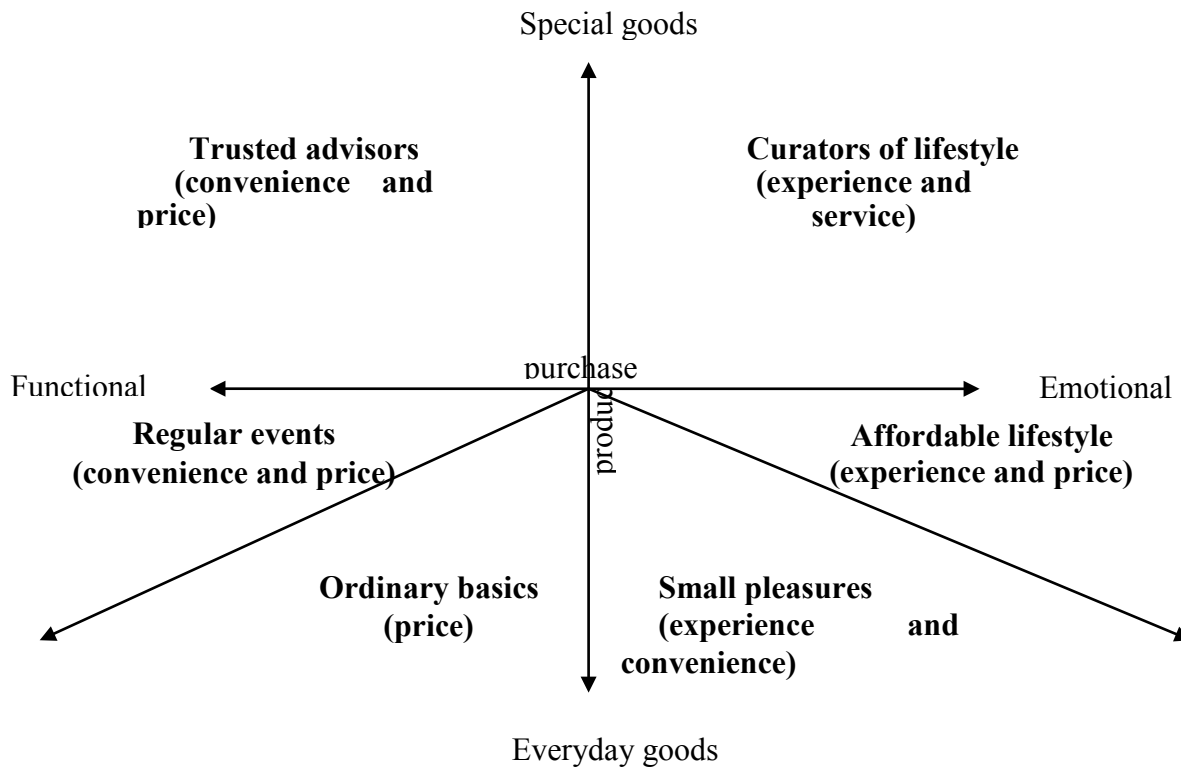 Special goods
Trusted advisors
(convenience and
price)
Curators of lifestyle
(experience and
service)
purchase
Functional
Emotional
produc
Regular events
(convenience and price)
Affordable lifestyle
(experience and price)
Ordinary basics
(price)
Small pleasures
(experience and
convenience)
Everyday goods